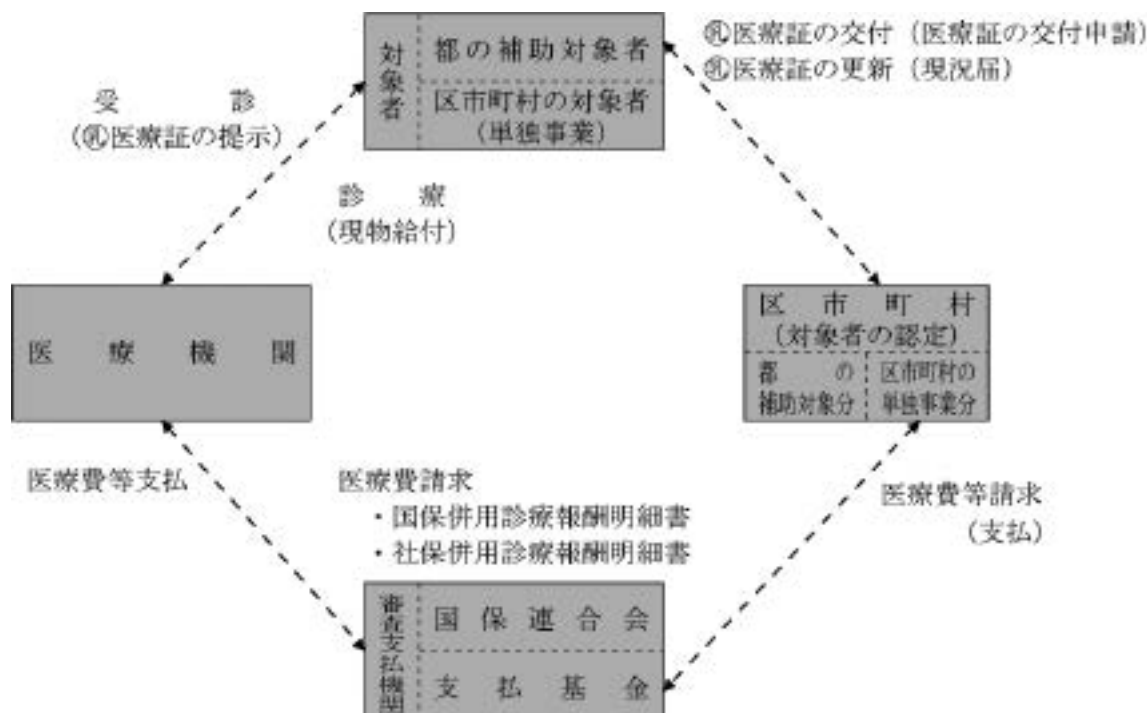 対象者
都の補助対象者
区市町村の対象者
(単独事業)
㊚医療証の交付(医療証の交付申請)
㊚医療証の更新(現況届)
受診
(㊚医療証の提示)
診療
(現物給付)
医療機関
区市町村
(対象者の認定)
都の
補助対象分
区市町村の
単独事業分
医療費等支払
医療費請求
・国保併用診療報酬明細書
・社保併用診療報酬明細書
医療費等請求
(支払)
審査支払機関
国保連合会
支払基金